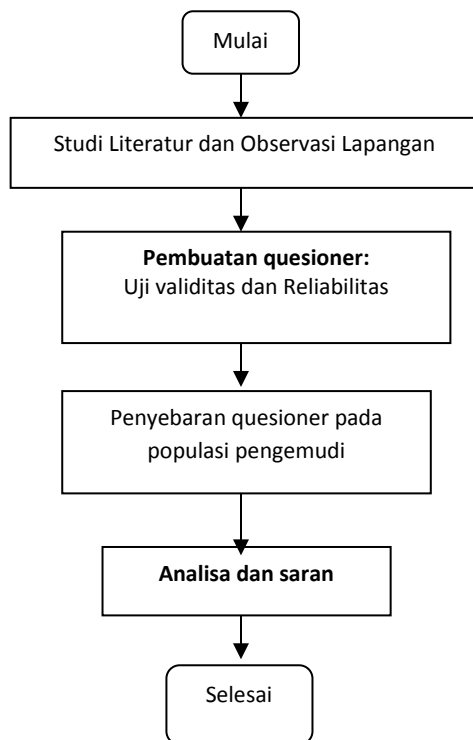 Mulai
Studi Literatur dan Observasi Lapangan
Pembuatan quesioner:
Uji validitas dan Reliabilitas
Penyebaran quesioner pada
populasi pengemudi
Analisa dan saran
Selesai